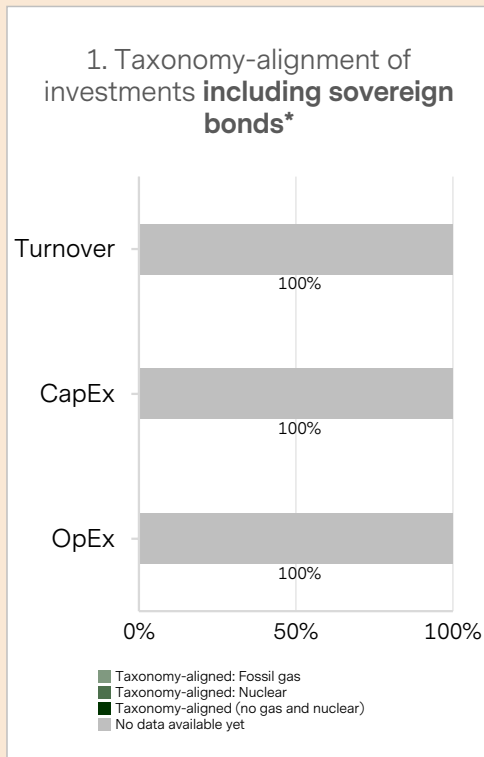 1. Taxonomy-alignment of
investments including sovereign
bonds*
Turnover
100%
CapEx
100%
OpEx
100%
0% 50% 100%
Taxonomy-aligned: Fossil gas
Taxonomy-aligned: Nuclear
Taxonomy-aligned (no gas and nuclear)
No data available yet